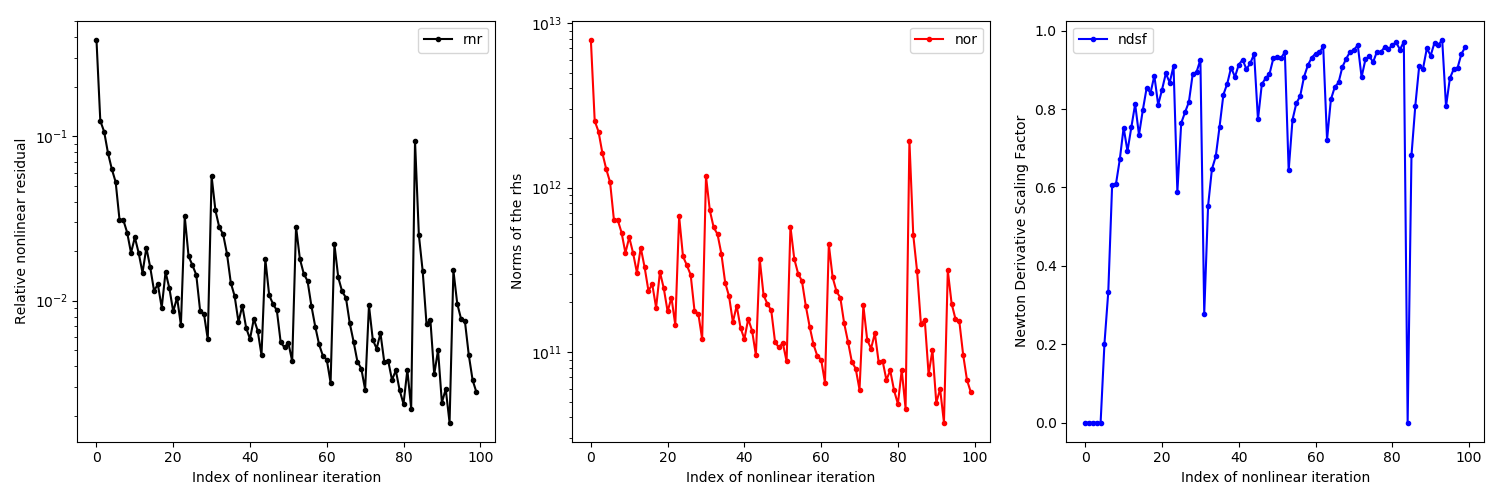 Relative nonlinear residual
10⁻¹
10⁻²
rnr
0 20 40 60 80 100
Index of nonlinear iteration
Norms of the rhs
10¹³
10¹²
10¹¹
nor
0 20 40 60 80 100
Index of nonlinear iteration
Newton Derivative Scaling Factor
1.0
0.8
0.6
0.4
0.2
0.0
ndsf
0 20 40 60 80 100
Index of nonlinear iteration